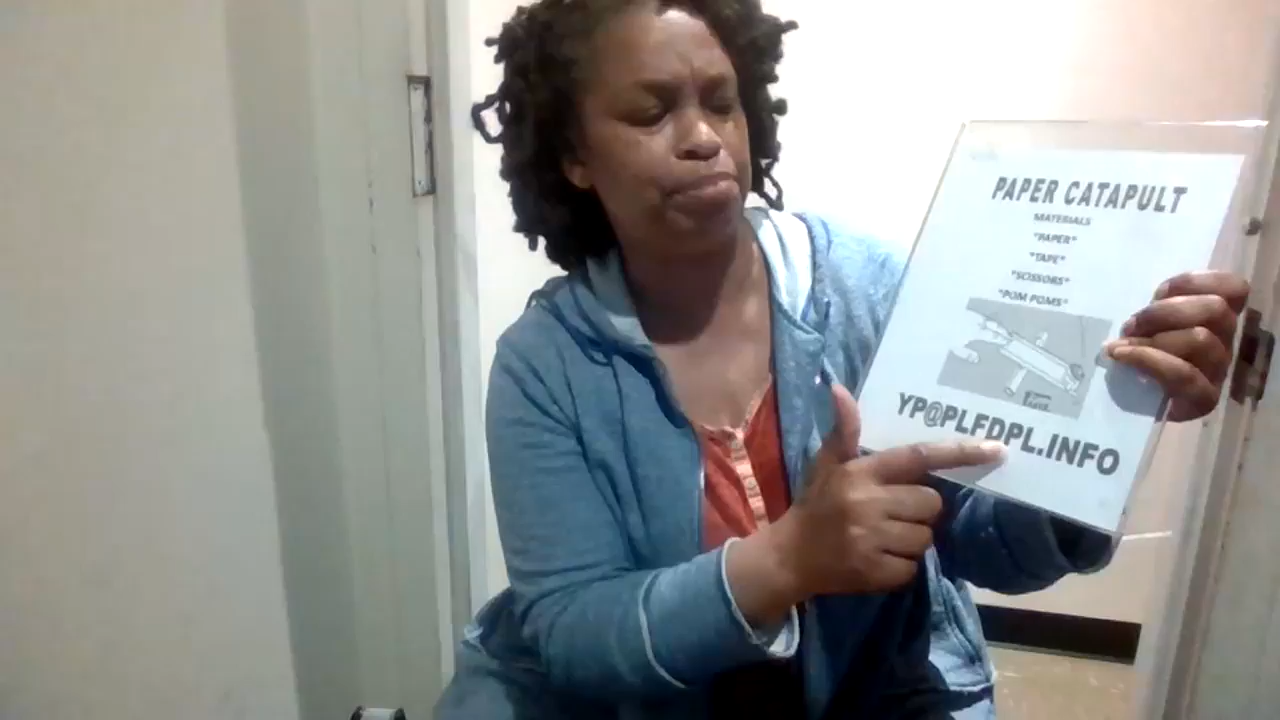 PAPER CATAPULT
MATERIALS
*PAPER*
*TAPE*
*SCISSORS*
*POM POMS*
YP@PLFDPL.INFO